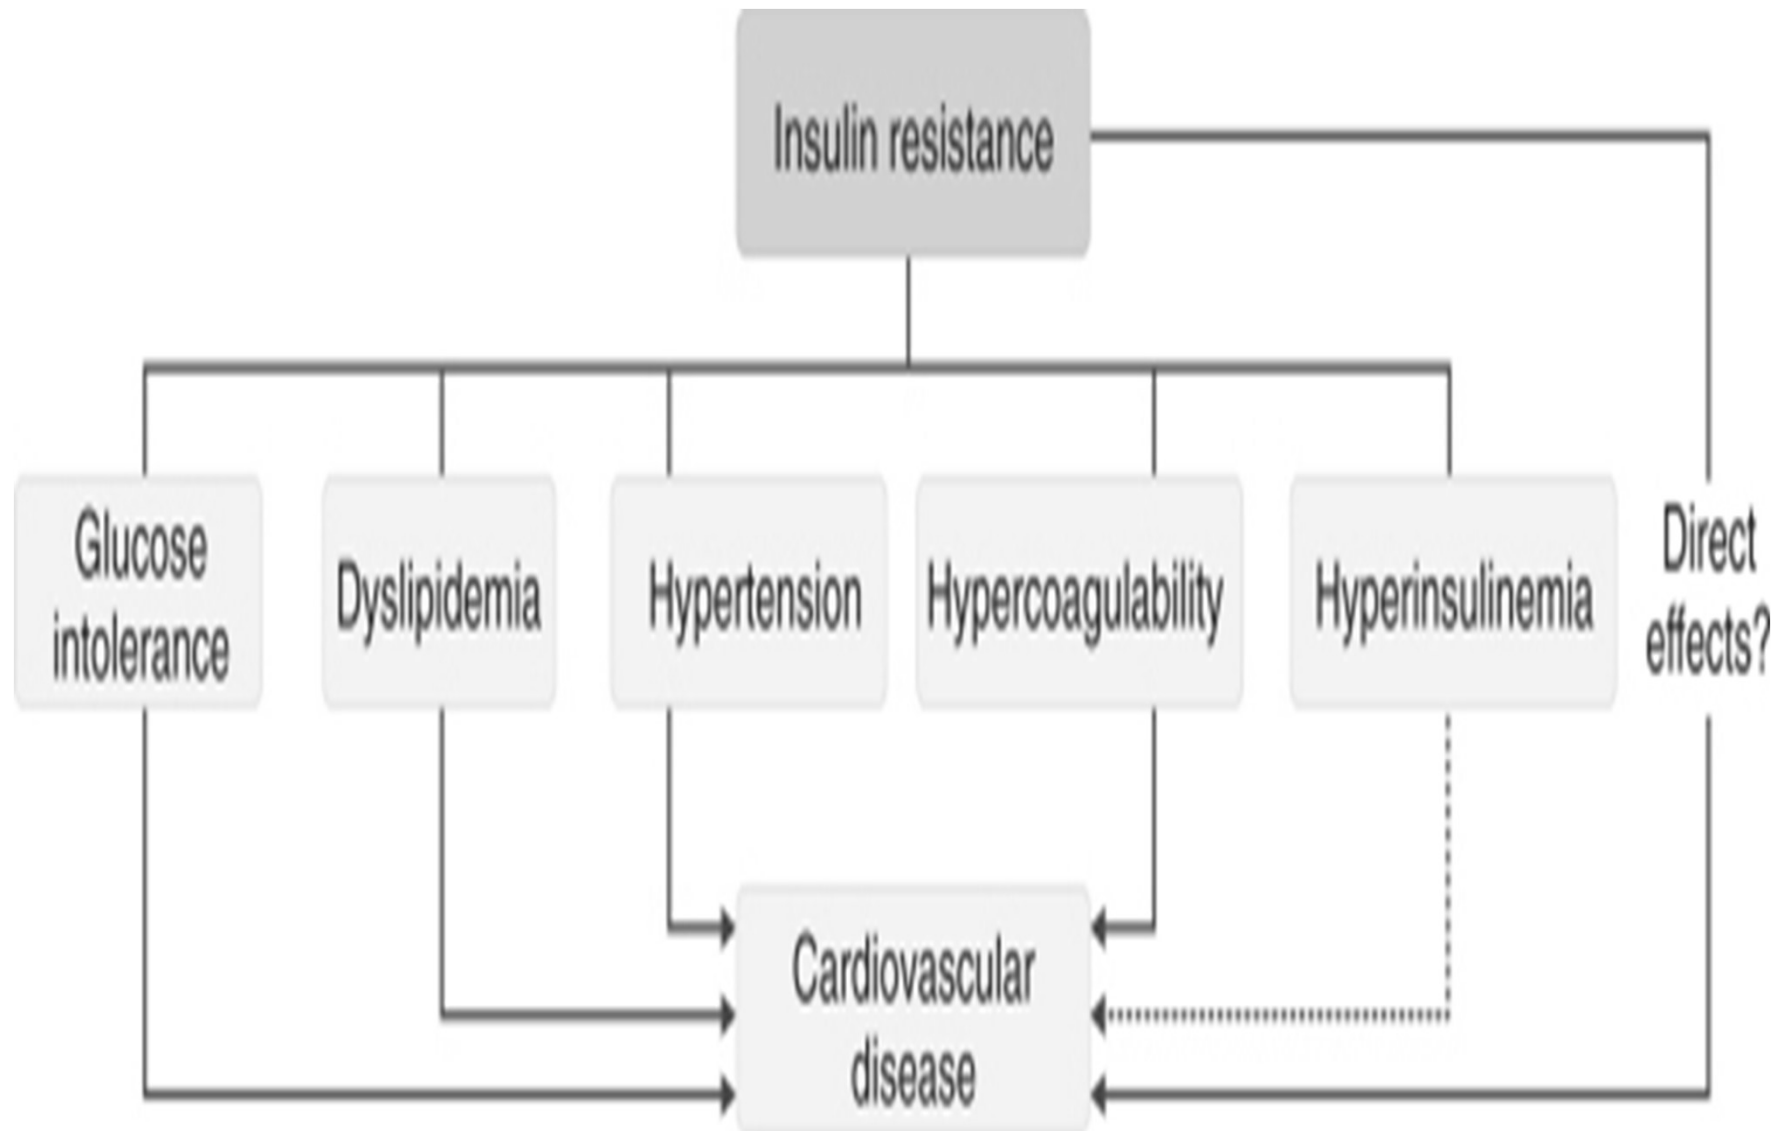 Insulin resistance
Glucose
intolerance
Dyslipidemia
Hypertension
Hypercoagulability
Hyperinsulinemia
Direct
effects?
Cardiovascular
disease